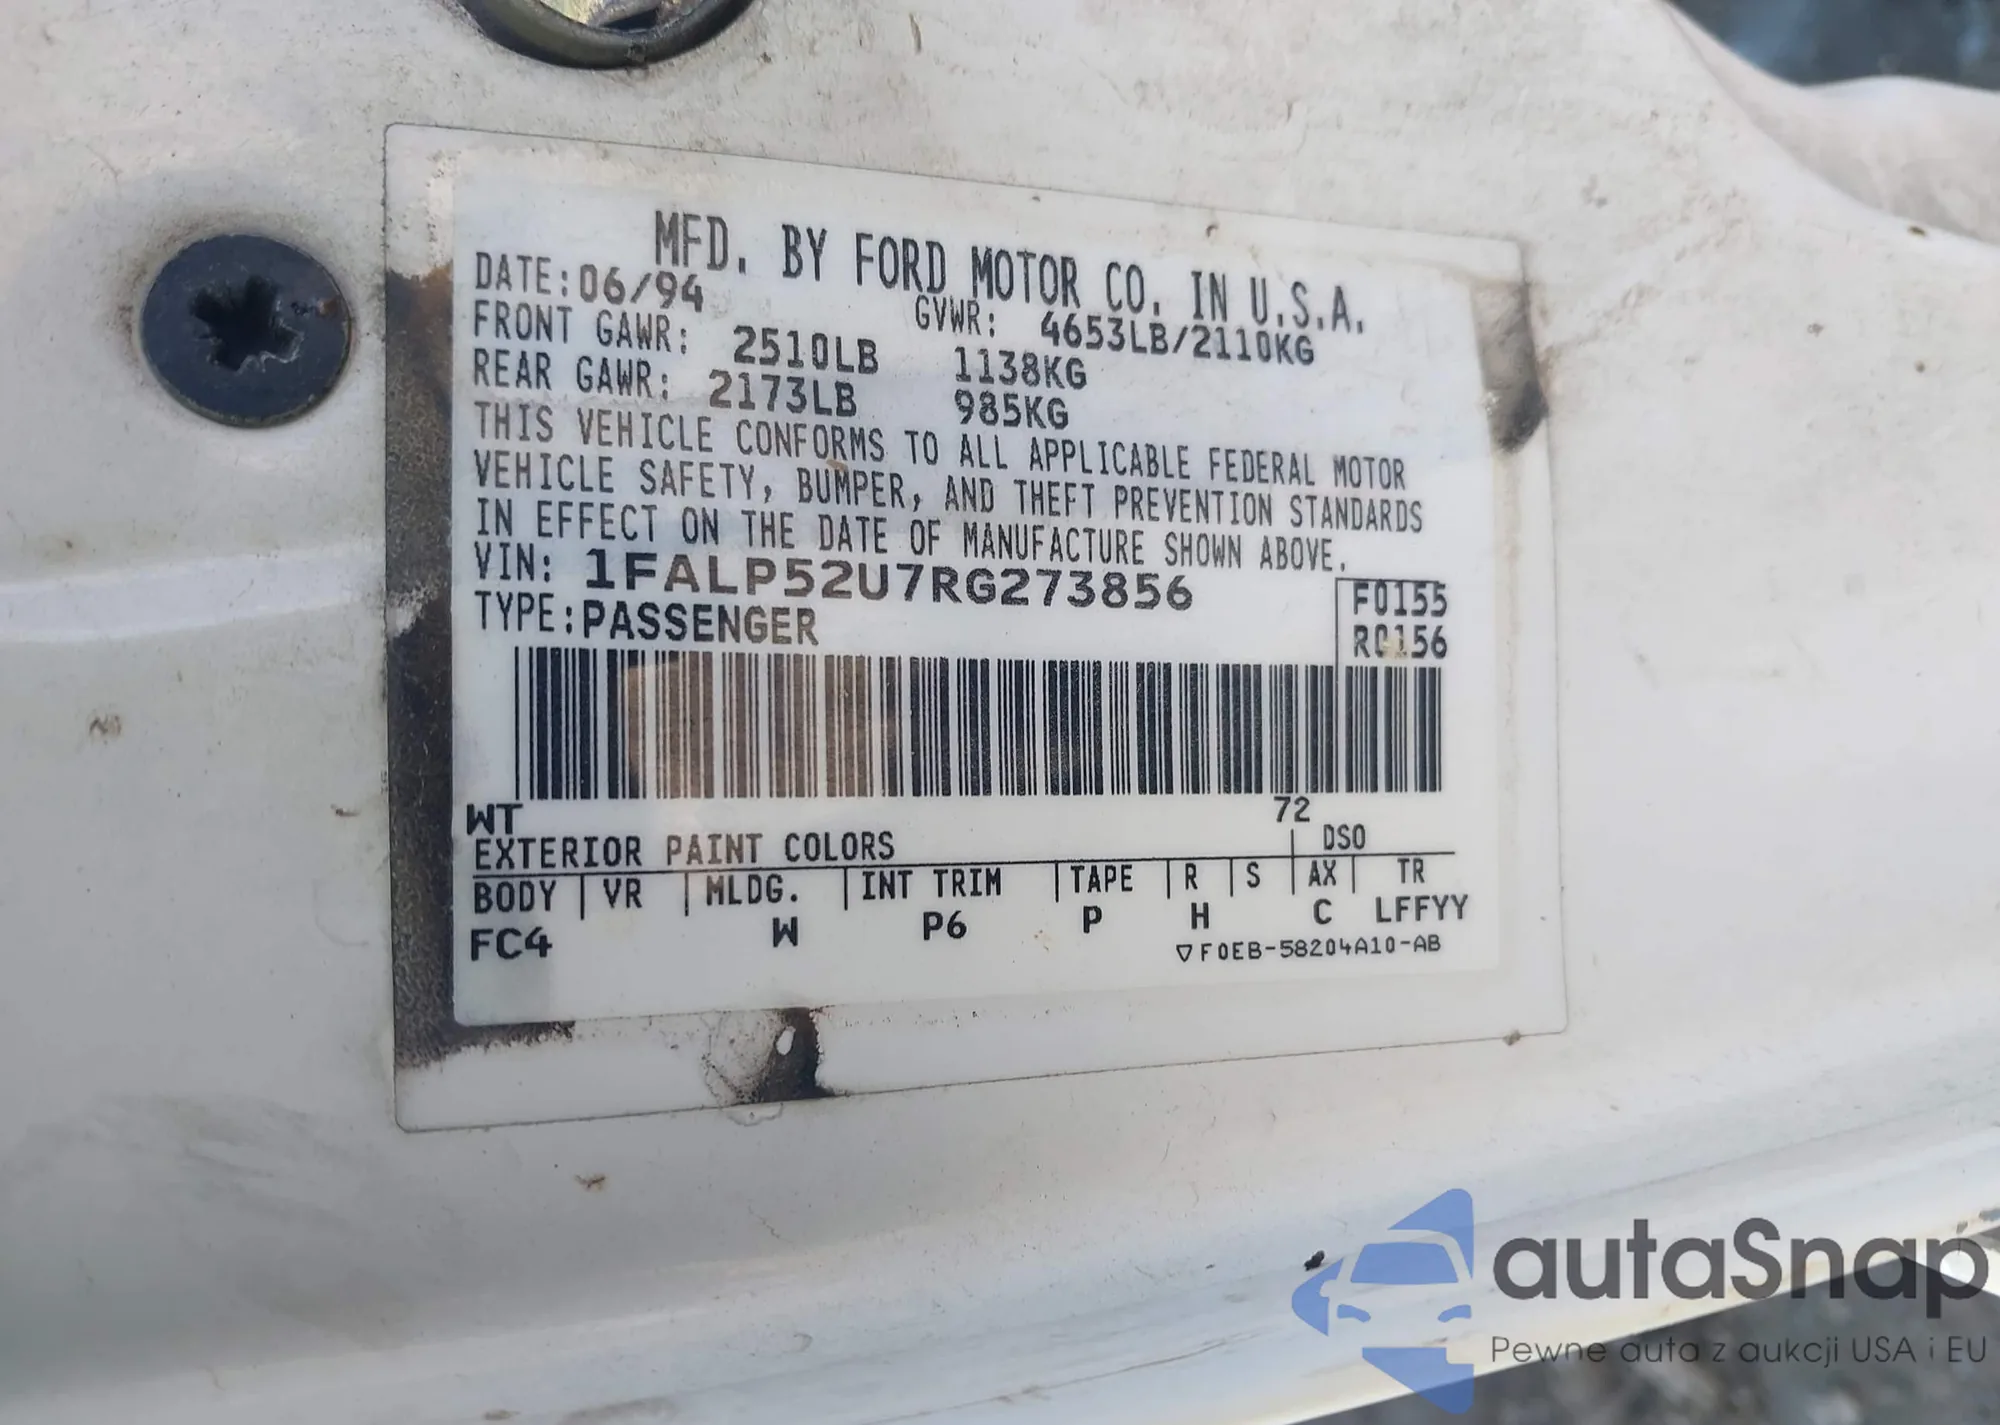 MFD. BY FORD MOTOR CO. IN U.S.A.
DATE: 06/94 GVWR: 4653LB/2110KG
FRONT GAWR: 2510LB 1138KG
REAR GAWR: 2173LB 985KG
THIS VEHICLE CONFORMS TO ALL APPLICABLE FEDERAL MOTOR
VEHICLE SAFETY, BUMPER, AND THEFT PREVENTION STANDARDS
IN EFFECT ON THE DATE OF MANUFACTURE SHOWN ABOVE.
VIN: 1FALP52U7RG273856
F0155
TYPE: PASSENGER
R0156
WT 72
EXTERIOR PAINT COLORS DSO
BODY VR MLDG. INT TRIM TAPE R S AX TR
FC4 W P6 P H C LFFYY
▽F0EB-58204A10-AB
autaSnap
Pewne auta z aukcji USA i EU